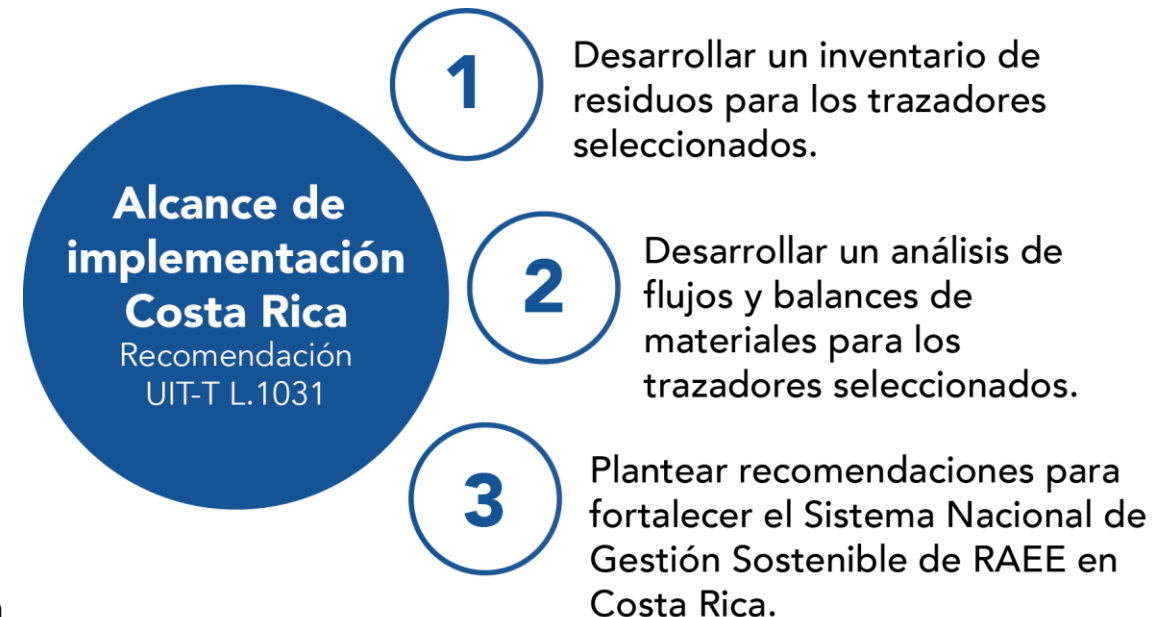 Alcance de
implementación
Costa Rica
Recomendación
UIT-T L.1031
1
Desarrollar un inventario de
residuos para los trazadores
seleccionados.
2
Desarrollar un análisis de
flujos y balances de
materiales para los
trazadores seleccionados.
3
Plantear recomendaciones para
fortalecer el Sistema Nacional de
Gestión Sostenible de RAEE en
Costa Rica.